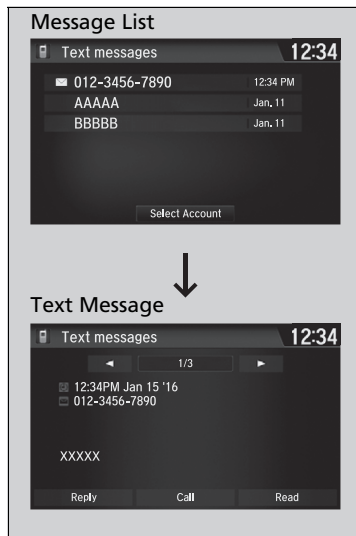 Message List
Text messages 12:34
012-3456-7890 12:34 PM
AAAAA Jan. 11
BBBBB Jan. 11
Select Account
Text Message
Text messages 12:34
1/3
12:34PM Jan 15 '16
012-3456-7890
XXXXX
Reply Call Read